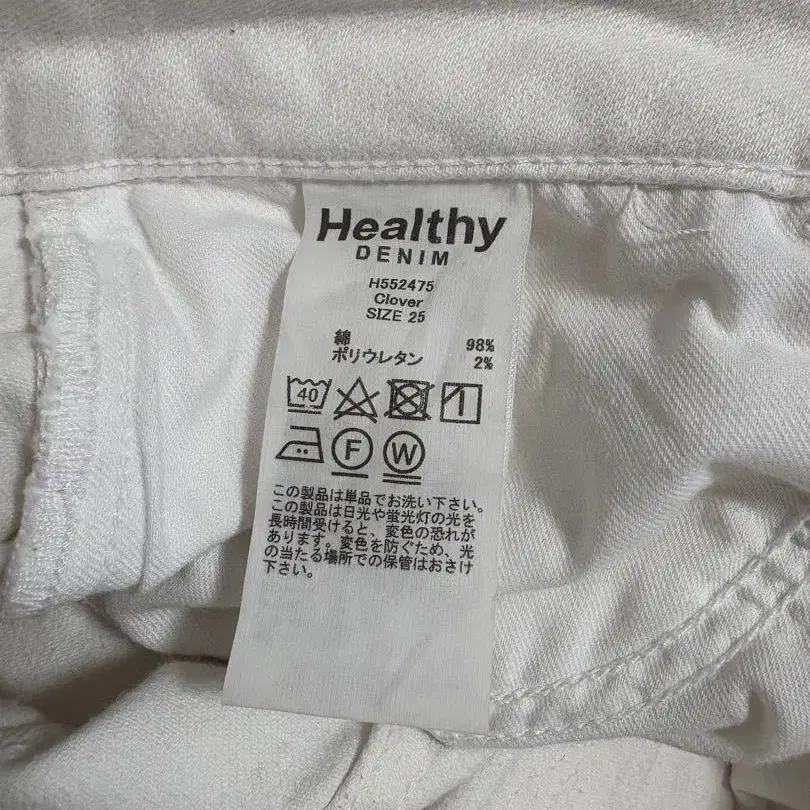 Healthy
DENIM
H552475
Clover
SIZE 25
綿 98%
ポリウレタン 2%
40
F W
この製品は単品でお洗い下さい。
この製品は日光や蛍光灯の光を
長時間受けると、変色の恐れが
あります。変色を防ぐため、光
の当たる場所での保管はおさけ
下さい。